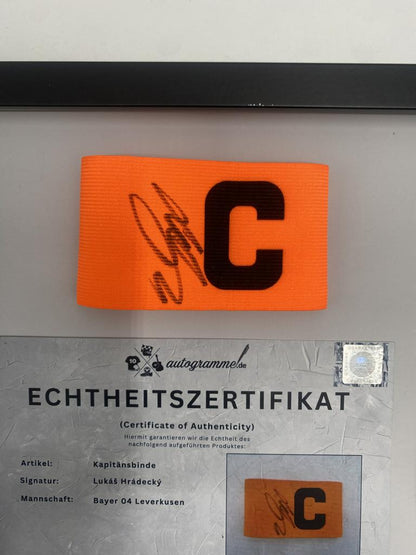 C
autogramme.de
ECHTHEITSZERTIFIKAT
(Certificate of Authenticity)
Hiermit garantieren wir die Echtheit des
nachfolgend aufgeführten Produktes:
Artikel: Kapitänsbinde
Signatur: Lukáš Hrádecký
Mannschaft: Bayer 04 Leverkusen
C